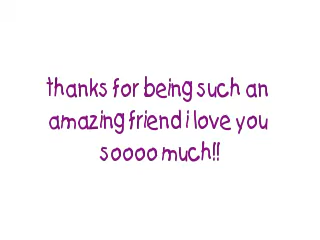 thanks for being such an
amazing friend i love you
soooo much!!